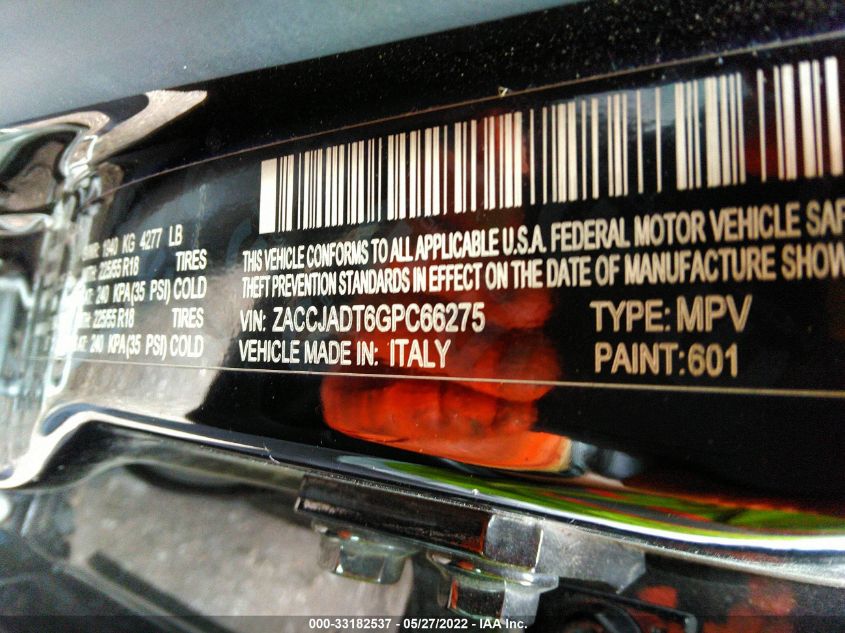 1940 KG 4277 LB
225/55 R18 TIRES
240 KPA(35 PSI) COLD
225/55 R18 TIRES
240 KPA(35 PSI) COLD
THIS VEHICLE CONFORMS TO ALL APPLICABLE U.S.A. FEDERAL MOTOR VEHICLE SAF
THEFT PREVENTION STANDARDS IN EFFECT ON THE DATE OF MANUFACTURE SHOW
VIN: ZACCJADT6GPC66275 TYPE: MPV
VEHICLE MADE IN: ITALY PAINT: 601
000-33182537 - 05/27/2022 - IAA Inc.